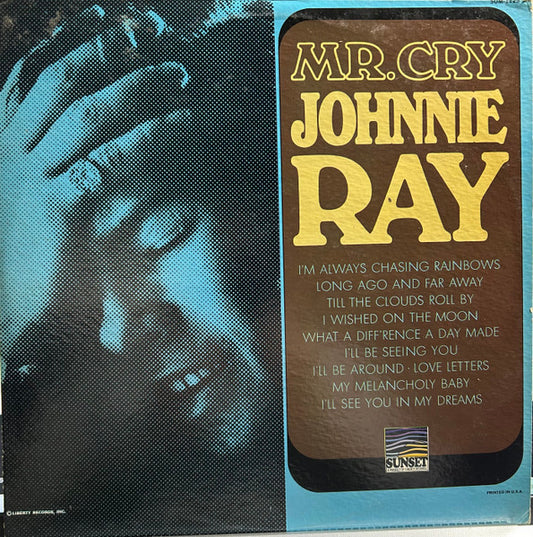 MR. CRY
JOHNNIE
RAY
I'M ALWAYS CHASING RAINBOWS
LONG AGO AND FAR AWAY
TILL THE CLOUDS ROLL BY
I WISHED ON THE MOON
WHAT A DIFF'RENCE A DAY MADE
I'LL BE SEEING YOU
I'LL BE AROUND · LOVE LETTERS
MY MELANCHOLY BABY
I'LL SEE YOU IN MY DREAMS
SUNSET
© LIBERTY RECORDS, INC.
PRINTED IN U.S.A.